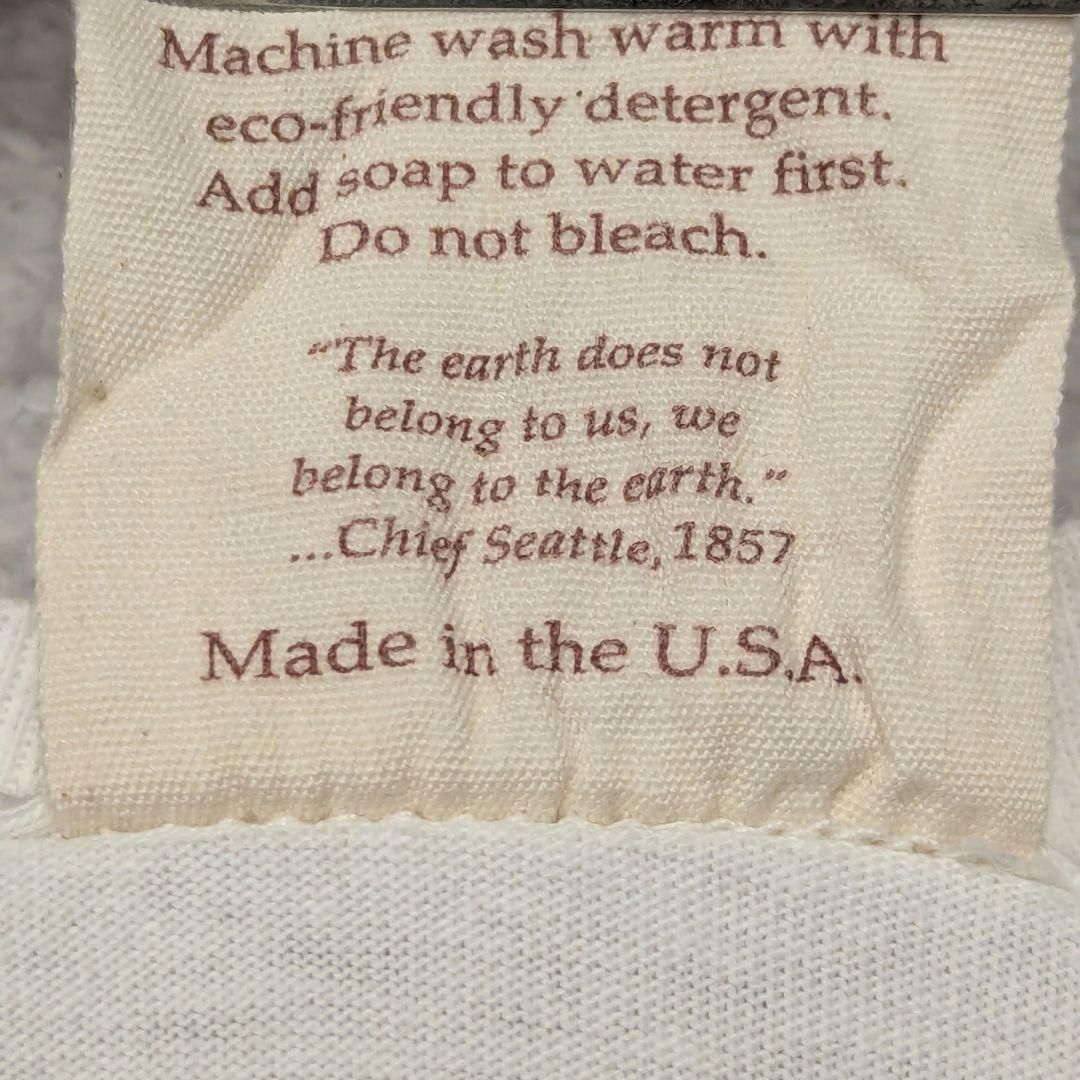 Machine wash warm with
eco-friendly detergent.
Add soap to water first.
Do not bleach.
"The earth does not
belong to us, we
belong to the earth."
...Chief Seattle, 1857
Made in the U.S.A.